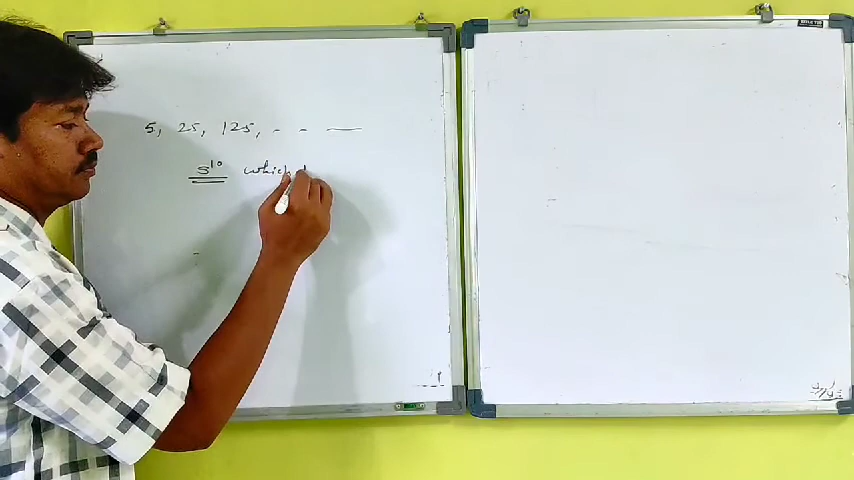 5, 25, 125, - - —
5¹⁰ which